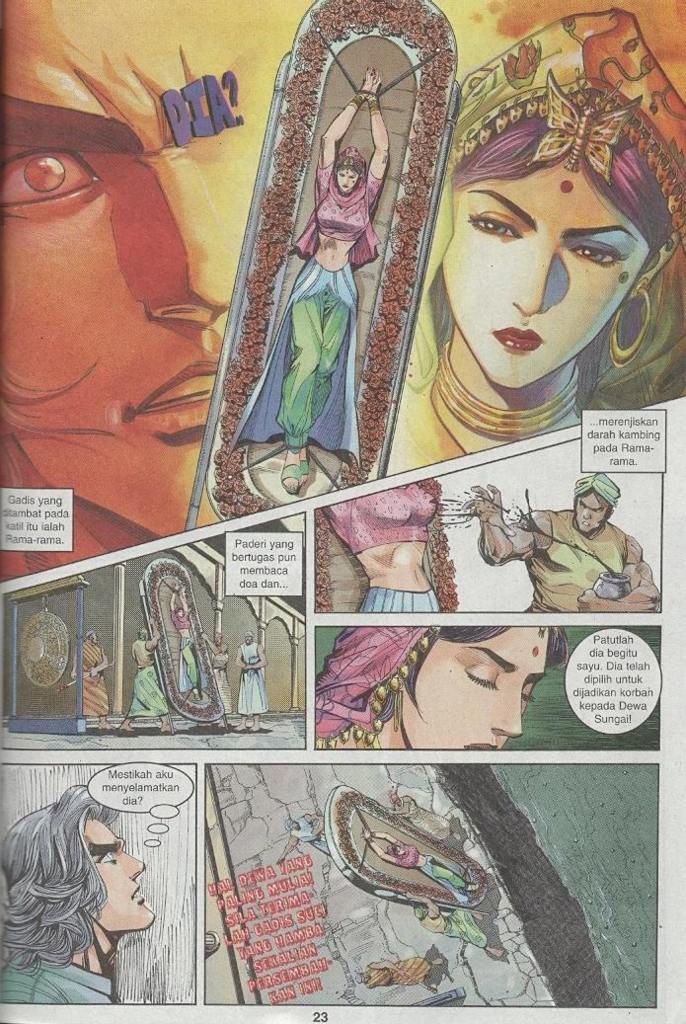 DIA?
Gadis yang
ditambat pada
katil itu ialah
Rama-rama.
Paderi yang
bertugas pun
membaca
doa dan...
...merenjiskan
darah kambing
pada Rama-
rama.
Patutlah
dia begitu
sayu. Dia telah
dipilih untuk
dijadikan korbah
kepada Dewa
Sungai!
Mestikah aku
menyelamatkan
dia?
HAI DEWA YANG
PALING MULIA!
SILA TERIMA-
LAH GADIS SUCI
YANG HAMBA
SEKALIAN
PERSEMBAH-
KAN INI!
23